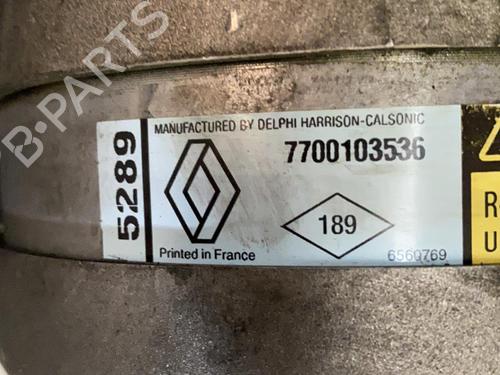 B-PARTS
MANUFACTURED BY DELPHI HARRISON-CALSONIC
5289
7700103536
189
Printed in France
6560769
R
U